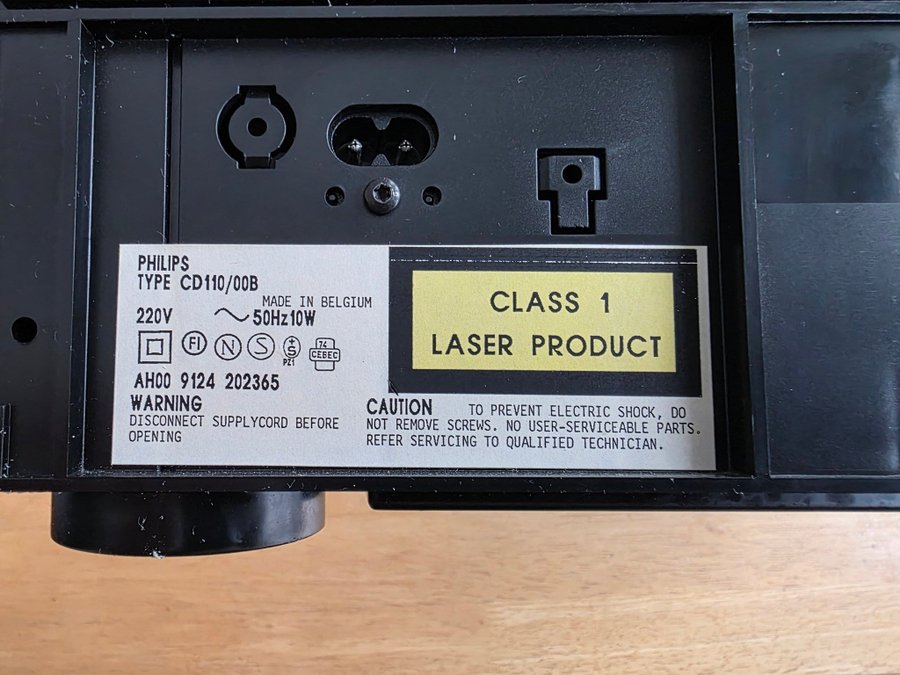 PHILIPS
TYPE CD110/00B
MADE IN BELGIUM
220V ~ 50Hz10W
FI N S +S PZ1 74 CEBEC
AH00 9124 202365
WARNING
DISCONNECT SUPPLYCORD BEFORE
OPENING
CLASS 1
LASER PRODUCT
CAUTION TO PREVENT ELECTRIC SHOCK, DO
NOT REMOVE SCREWS. NO USER-SERVICEABLE PARTS.
REFER SERVICING TO QUALIFIED TECHNICIAN.